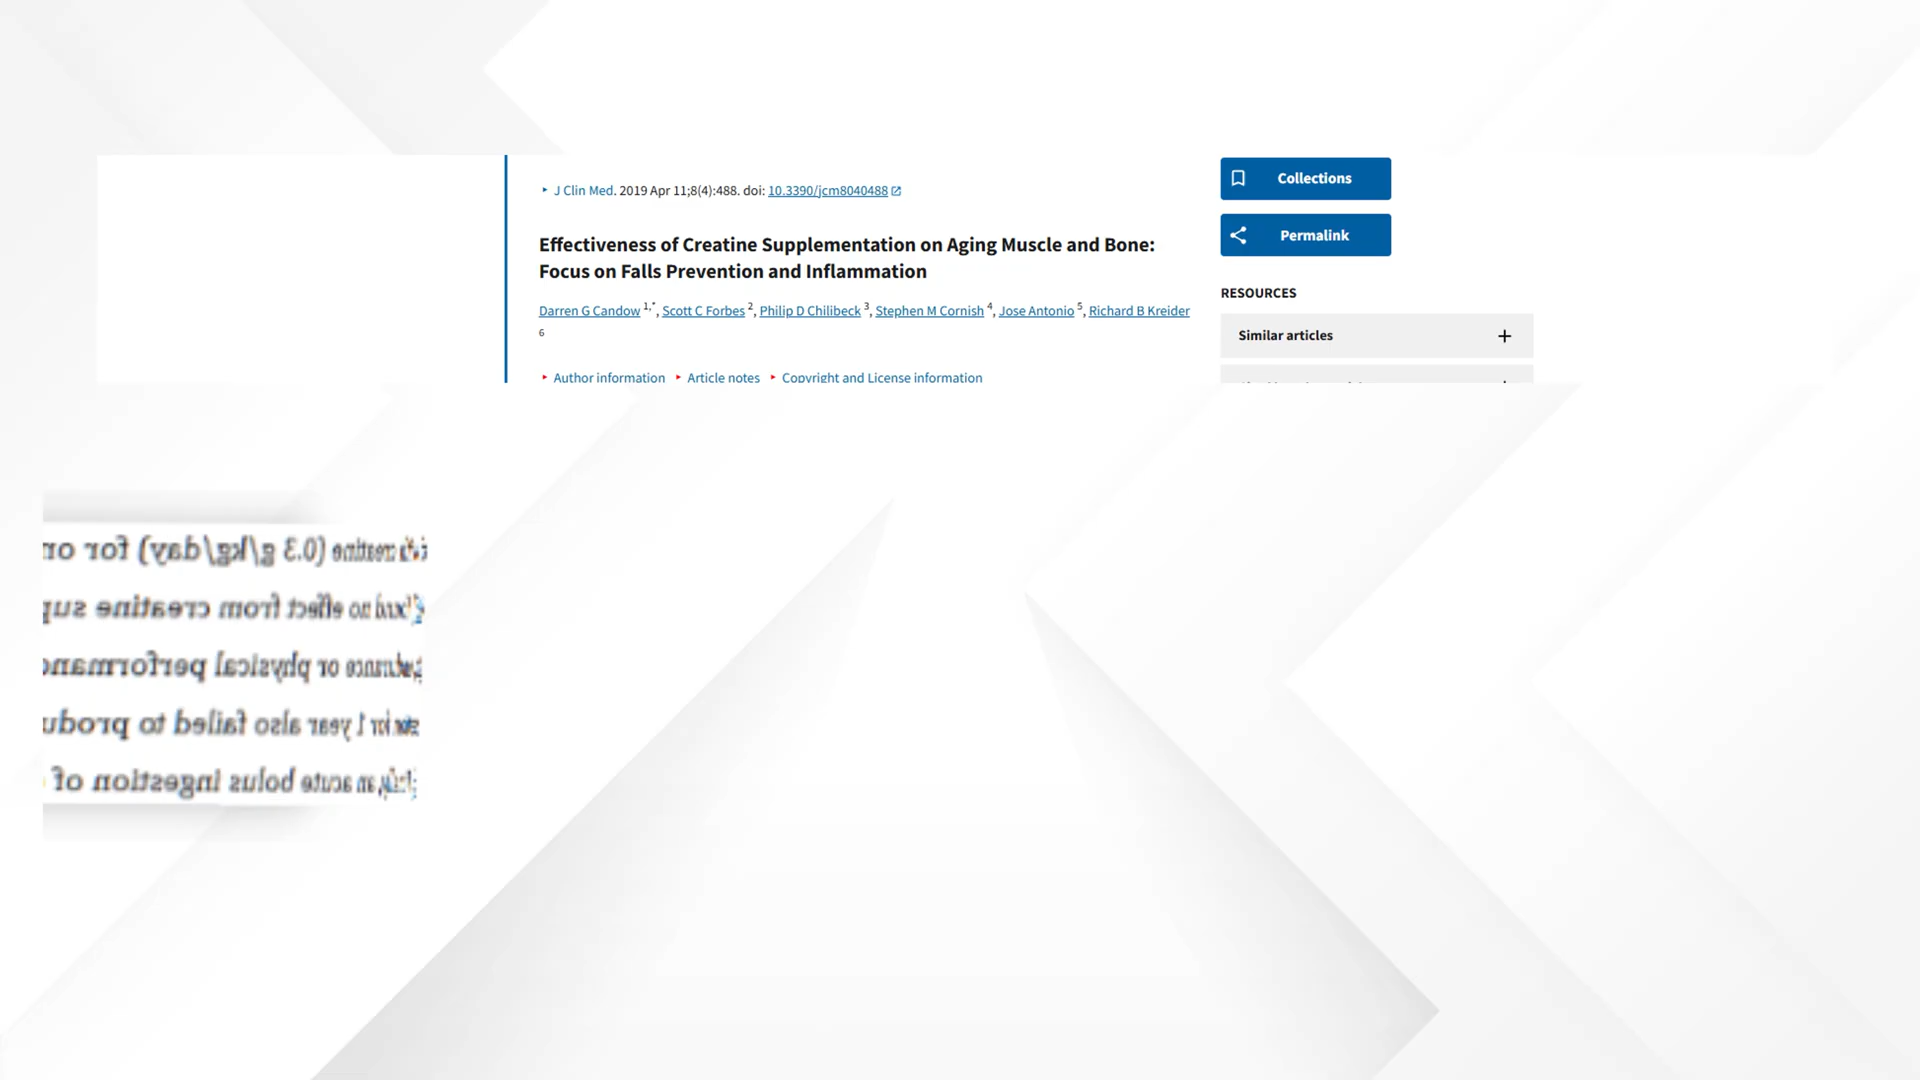 ‣ J Clin Med. 2019 Apr 11;8(4):488. doi: 10.3390/jcm8040488
Collections
Permalink
Effectiveness of Creatine Supplementation on Aging Muscle and Bone:
Focus on Falls Prevention and Inflammation
Darren G Candow 1,*, Scott C Forbes 2, Philip D Chilibeck 3, Stephen M Cornish 4, Jose Antonio 5, Richard B Kreider
6
‣ Author information ‣ Article notes ‣ Copyright and License information
RESOURCES
Similar articles
creatine (0.3 g/kg/day) for
no effect from creatine
or physical
1 year also failed to
an acute bolus ingestion of